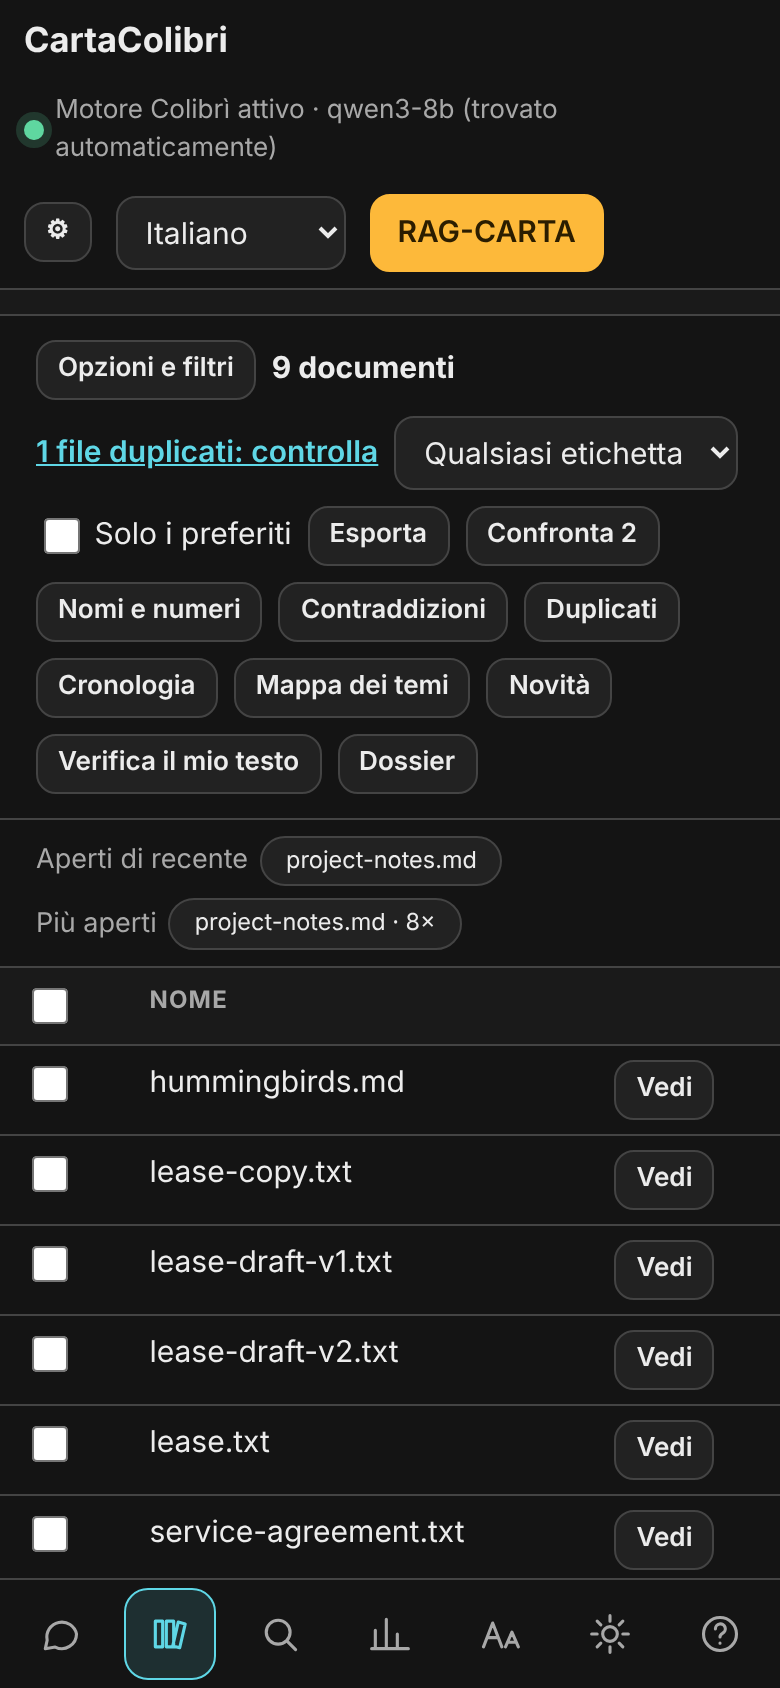 CartaColibri
Motore Colibrì attivo · qwen3-8b (trovato
automaticamente)
Italiano
RAG-CARTA
Opzioni e filtri
9 documenti
1 file duplicati: controlla
Qualsiasi etichetta
Solo i preferiti
Esporta
Confronta 2
Nomi e numeri
Contraddizioni
Duplicati
Cronologia
Mappa dei temi
Novità
Verifica il mio testo
Dossier
Aperti di recente
project-notes.md
Più aperti
project-notes.md · 8×
NOME
hummingbirds.md
Vedi
lease-copy.txt
Vedi
lease-draft-v1.txt
Vedi
lease-draft-v2.txt
Vedi
lease.txt
Vedi
service-agreement.txt
Vedi
AA